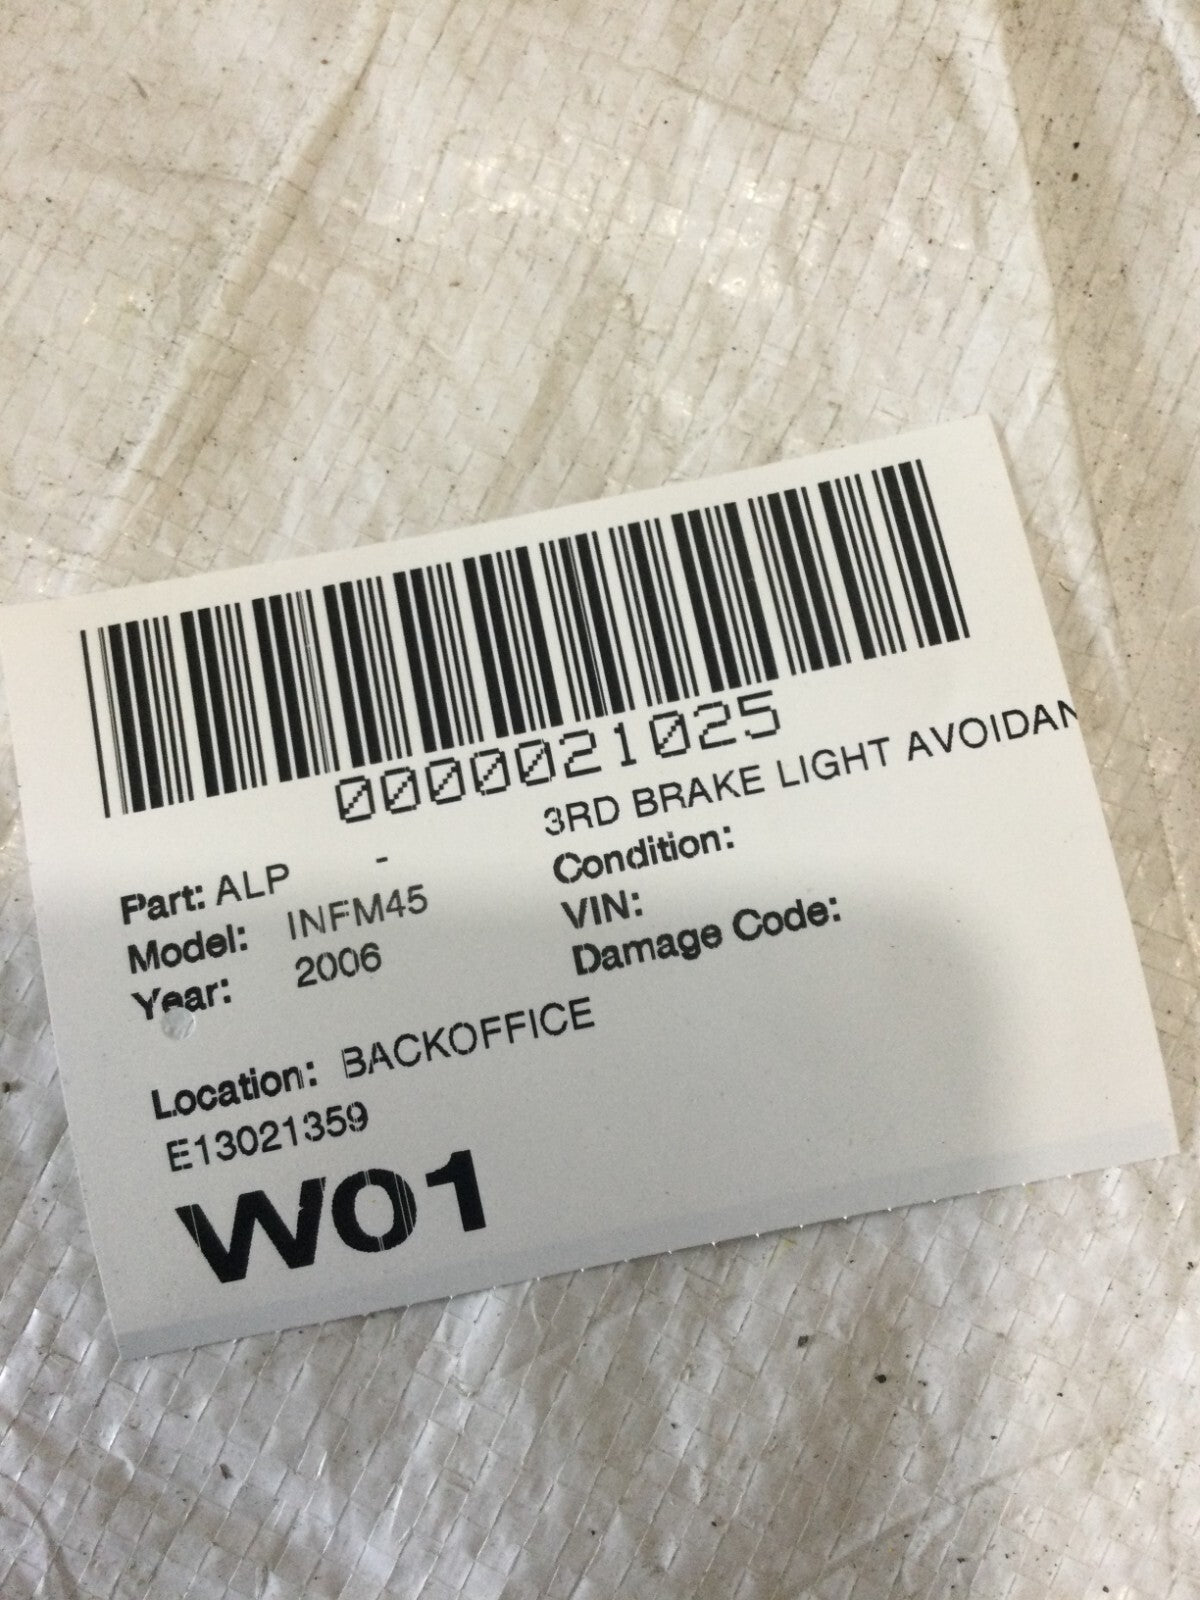 0000021025
Part: ALP - 3RD BRAKE LIGHT AVOIDAN
Model: INFM45 Condition:
Year: 2006 VIN:
Damage Code:
Location: BACKOFFICE
E13021359
W01